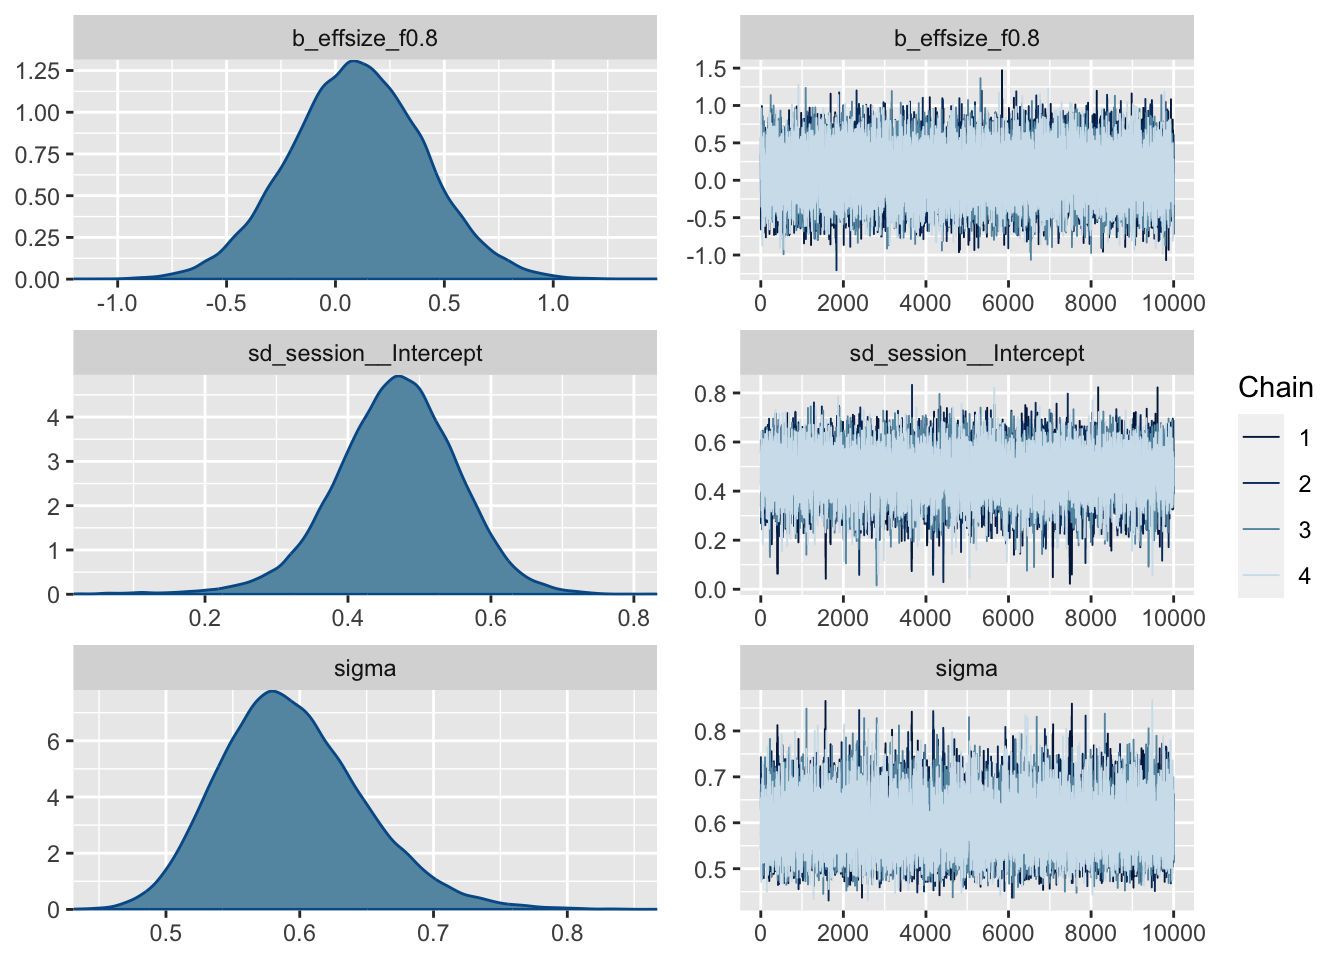 b_effsize_f0.8
1.25
1.00
0.75
0.50
0.25
0.00
-1.0 -0.5 0.0 0.5 1.0
b_effsize_f0.8
1.5
1.0
0.5
0.0
-0.5
-1.0
0 2000 4000 6000 8000 10000
sd_session__Intercept
4
3
2
1
0
0.2 0.4 0.6 0.8
sd_session__Intercept
0.8
0.6
0.4
0.2
0.0
0 2000 4000 6000 8000 10000
sigma
6
4
2
0
0.5 0.6 0.7 0.8
sigma
0.8
0.7
0.6
0.5
0 2000 4000 6000 8000 10000
Chain
1
2
3
4